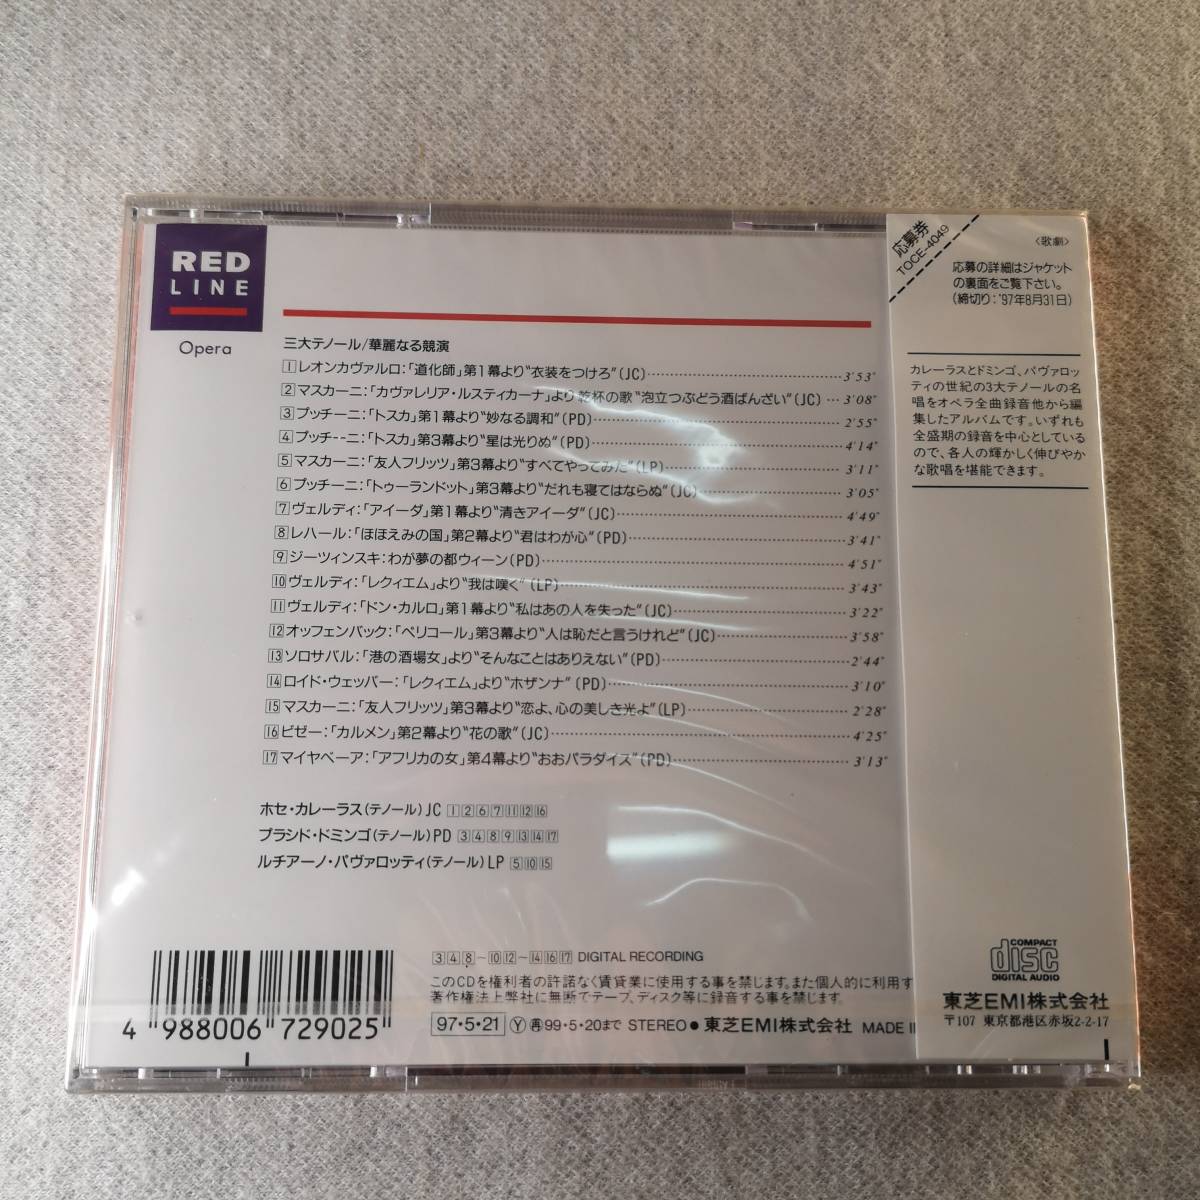 RED
LINE
Opera
三大テノール/華麗なる競演
1 レオンカヴァルロ:「道化師」第1幕より“衣装をつけろ”(JC)……3'53"
2 マスカーニ:「カヴァレリア・ルスティカーナ」より 乾杯の歌“泡立つぶどう酒ばんざい”(JC)…3'08"
3 プッチーニ:「トスカ」第1幕より“妙なる調和”(PD)……2'55"
4 プッチ--ニ:「トスカ」第3幕より“星は光りぬ”(PD)……4'14"
5 マスカーニ:「友人フリッツ」第3幕より“すべてやってみた”(LP)……3'11"
6 プッチーニ:「トゥーランドット」第3幕より“だれも寝てはならぬ”(JC)……3'05"
7 ヴェルディ:「アイーダ」第1幕より“清きアイーダ”(JC)……4'49"
8 レハール:「ほほえみの国」第2幕より“君はわが心”(PD)……3'41"
9 ジーツィンスキ:わが夢の都ウィーン(PD)……4'51"
10 ヴェルディ:「レクィエム」より“我は嘆く”(LP)……3'43"
11 ヴェルディ:「ドン・カルロ」第1幕より“私はあの人を失った”(JC)……3'22"
12 オッフェンバック:「ペリコール」第3幕より“人は恥だと言うけれど”(JC)……3'58"
13 ソロサバル:「港の酒場女」より“そんなことはありえない”(PD)……2'44"
14 ロイド・ウェッバー:「レクィエム」より“ホザンナ”(PD)……3'10"
15 マスカーニ:「友人フリッツ」第3幕より“恋よ、心の美しき光よ”(LP)……2'28"
16 ビゼー:「カルメン」第2幕より“花の歌”(JC)……4'25"
17 マイヤベーア:「アフリカの女」第4幕より“おおパラダイス”(PD)……3'13"
ホセ・カレーラス(テノール)JC 1 2 6 7 11 12 16
プラシド・ドミンゴ(テノール)PD 3 4 8 9 13 14 17
ルチアーノ・パヴァロッティ(テノール)LP 5 10 15
3 4 8~10 12~14 16 17 DIGITAL RECORDING
このCDを権利者の許諾なく賃貸業に使用する事を禁じます。また個人的に利用す
著作権法上弊社に無断でテープ、ディスク等に録音する事を禁じます。
97・5・21 Y 再99・5・20まで STEREO ● 東芝EMI株式会社 MADE I
4 988006 729025
応募券
TOCE-4049
〈歌劇〉
応募の詳細はジャケット
の裏面をご覧下さい。
(締切り:'97年8月31日)
カレーラスとドミンゴ、パヴァロッ
ティの世紀の3大テノールの名
唱をオペラ全曲録音他から編
集したアルバムです。いずれも
全盛期の録音を中心としている
ので、各人の輝かしく伸びやか
な歌唱を堪能できます。
COMPACT
disc
DIGITAL AUDIO
東芝EMI株式会社
〒107 東京都港区赤坂2-2-17